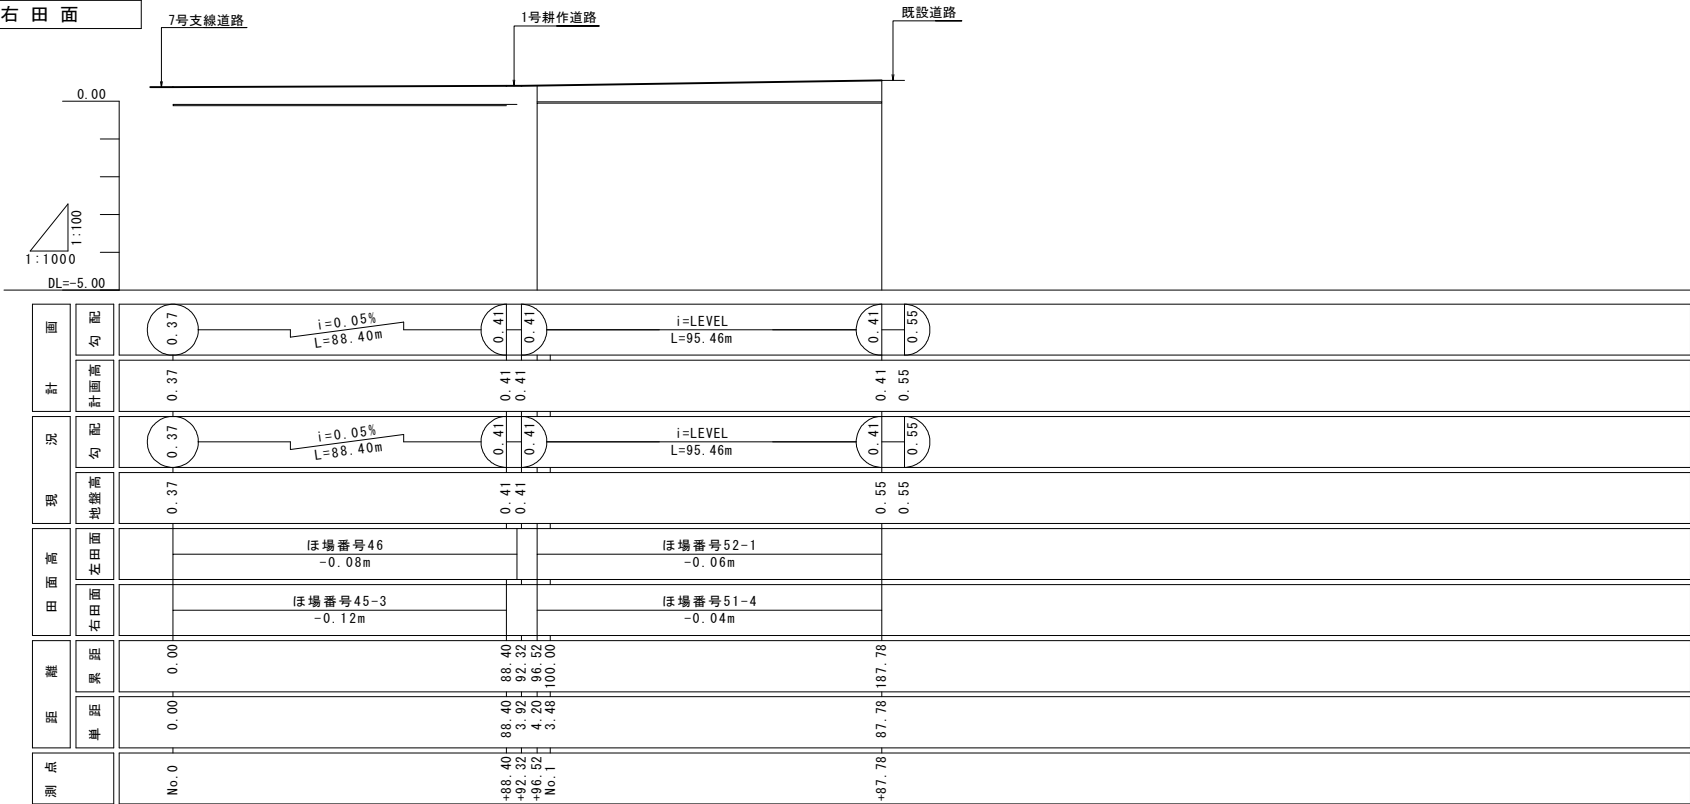 右田面
7号支線道路
1号耕作道路
既設道路
0.00
1:100
1:1000
DL=-5.00
計画
勾配
0.37
i=0.05%
L=88.40m
0.41
0.41
i=LEVEL
L=95.46m
0.41
0.55
計画高
0.37
0.41
0.41
0.41
0.55
現況
勾配
0.37
i=0.05%
L=88.40m
0.41
0.41
i=LEVEL
L=95.46m
0.41
0.55
地盤高
0.37
0.41
0.41
0.55
0.55
田面高
左田面
ほ場番号46
-0.08m
ほ場番号52-1
-0.06m
右田面
ほ場番号45-3
-0.12m
ほ場番号51-4
-0.04m
距離
累距
0.00
88.40
92.32
96.52
100.00
187.78
単距
0.00
88.40
3.92
4.20
3.48
87.78
測点
No.0
+88.40
+92.32
+96.52
No.1
+87.78